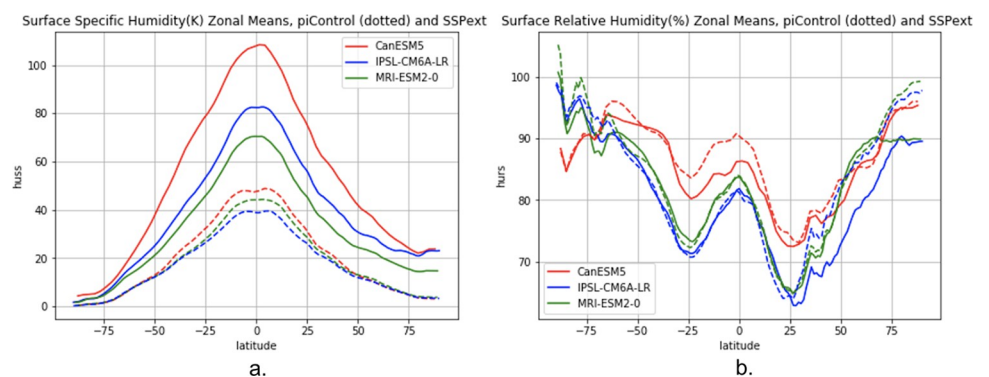 Surface Specific Humidity(K) Zonal Means, piControl (dotted) and SSPext
huss
100
80
60
40
20
0
−75
−50
−25
0
25
50
75
latitude
CanESM5
IPSL-CM6A-LR
MRI-ESM2-0
a.
Surface Relative Humidity(%) Zonal Means, piControl (dotted) and SSPext
hurs
100
90
80
70
−75
−50
−25
0
25
50
75
latitude
CanESM5
IPSL-CM6A-LR
MRI-ESM2-0
b.